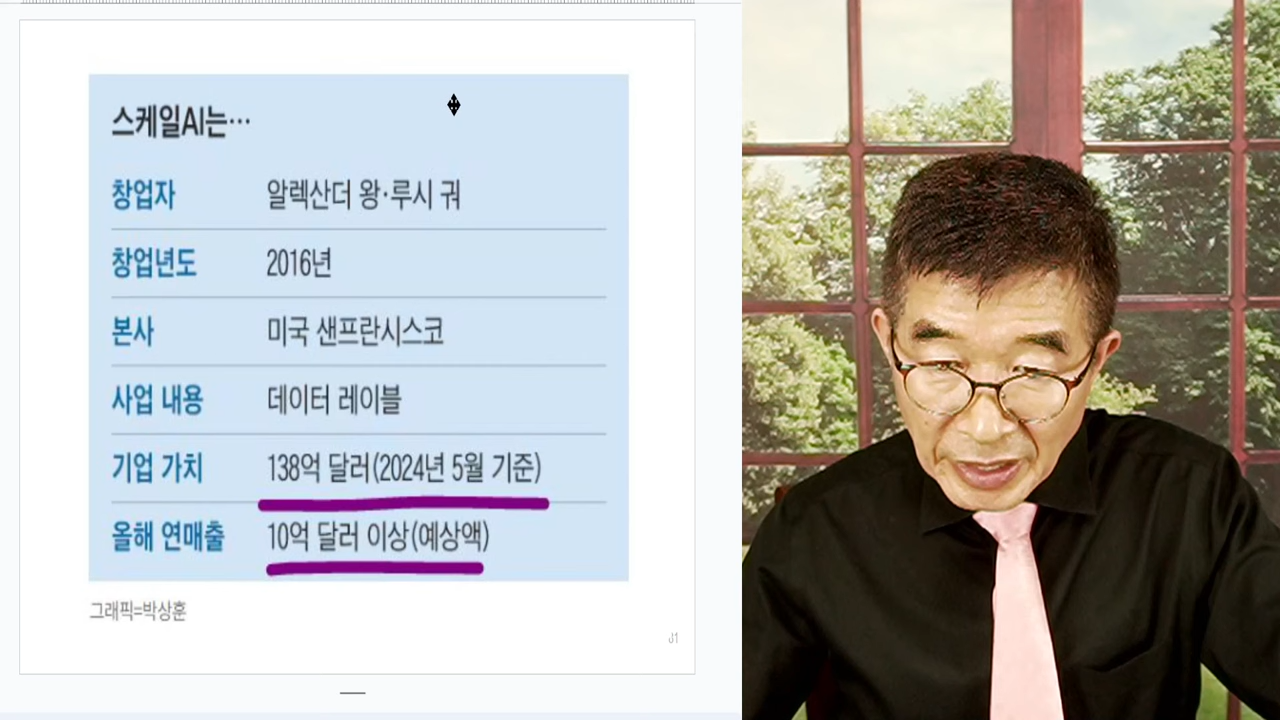 스케일AI는…
창업자 알렉산더 왕·루시 궈
창업년도 2016년
본사 미국 샌프란시스코
사업 내용 데이터 레이블
기업 가치 138억 달러(2024년 5월 기준)
올해 연매출 10억 달러 이상(예상액)
그래픽=박상훈